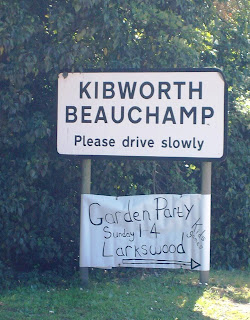 KIBWORTH
BEAUCHAMP
Please drive slowly
Garden Party
Sunday 1-4
Larkswood